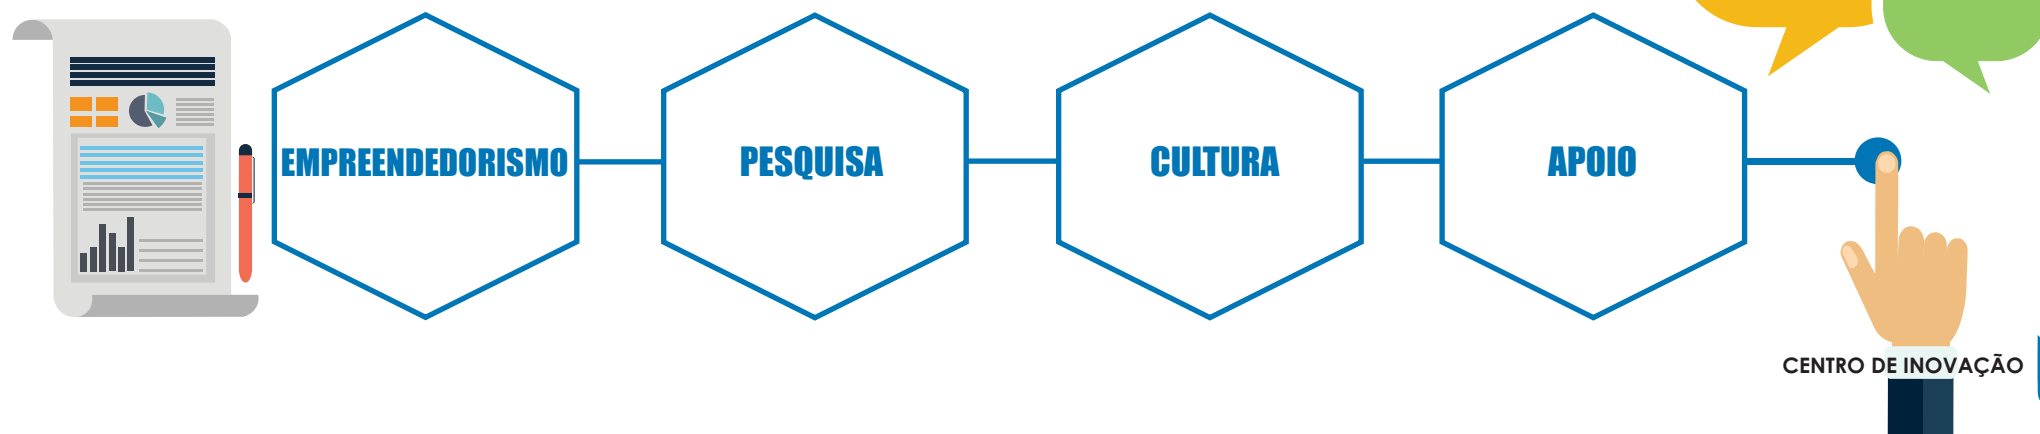 EMPREENDEDORISMO
PESQUISA
CULTURA
APOIO
CENTRO DE INOVAÇÃO